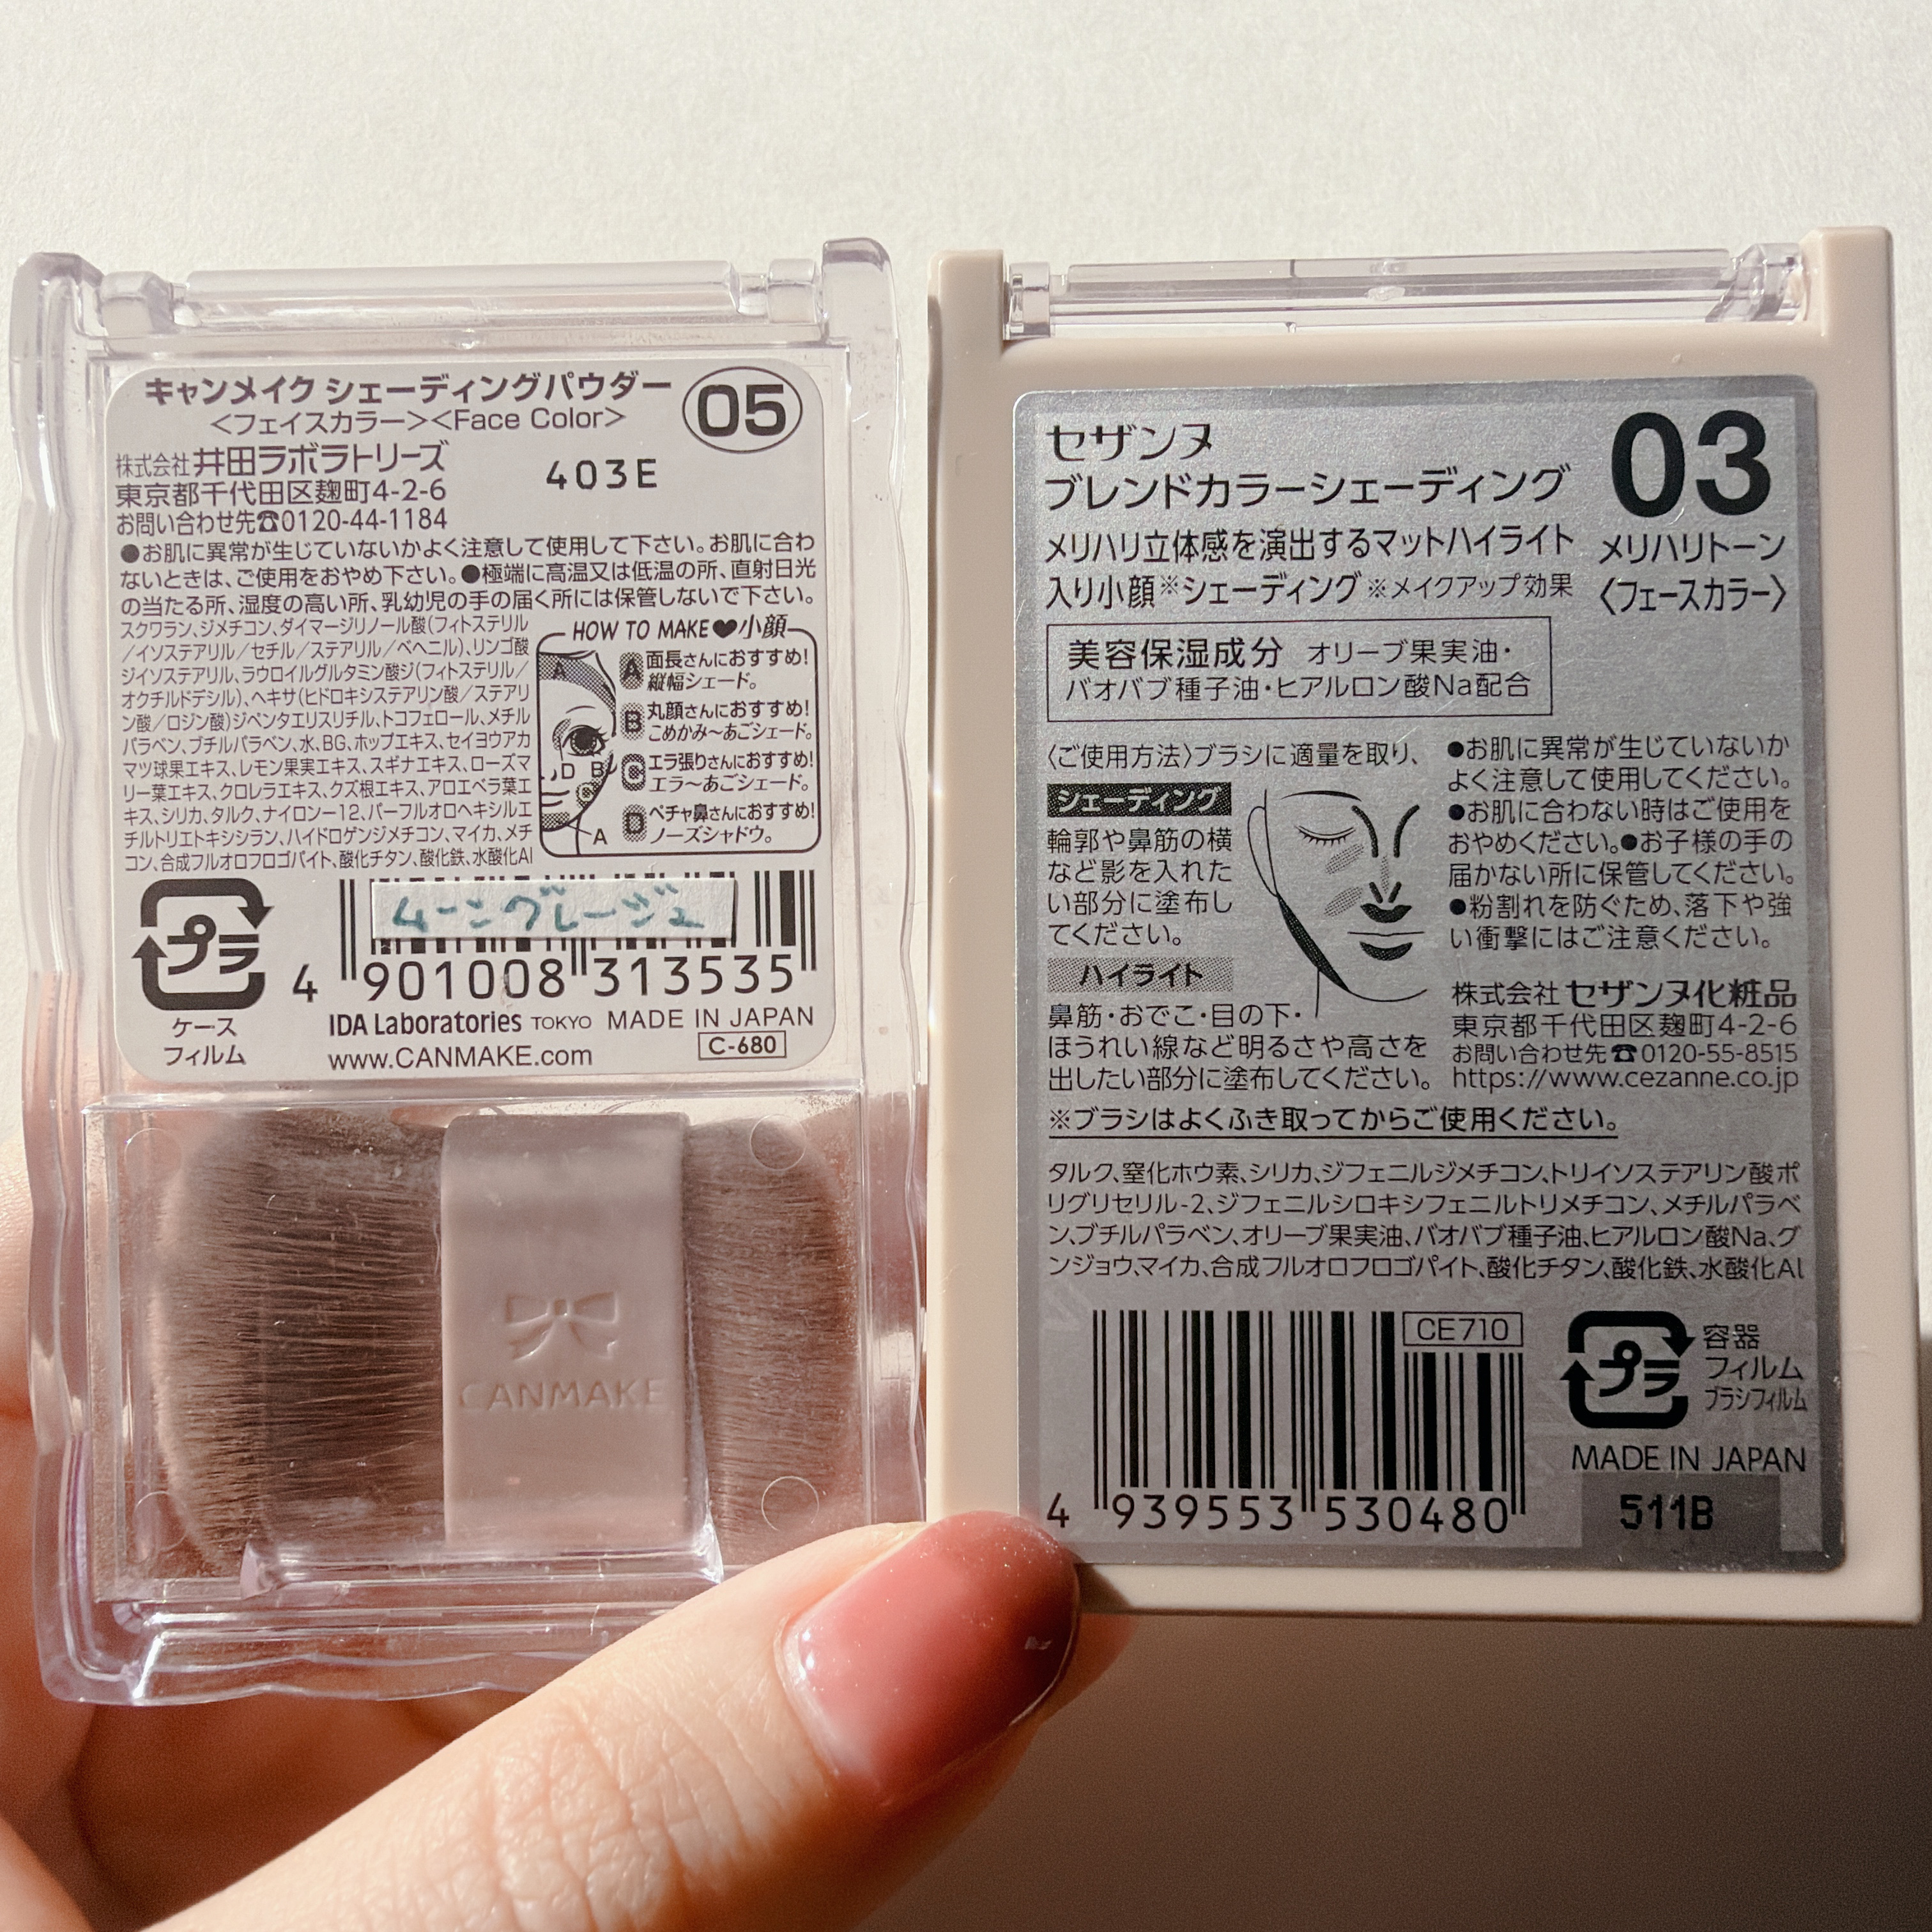 キャンメイク シェーディングパウダー
<フェイスカラー><Face Color>
05
株式会社 井田ラボラトリーズ
東京都千代田区麹町4-2-6
お問い合わせ先☎0120-44-1184
403E
●お肌に異常が生じていないかよく注意して使用して下さい。お肌に合わ
ないときは、ご使用をおやめ下さい。●極端に高温又は低温の所、直射日光
の当たる所、湿度の高い所、乳幼児の手の届く所には保管しないで下さい。
スクワラン、ジメチコン、ダイマージリノール酸(フィトステリル
/イソステアリル/セチル/ステアリル/ベヘニル)、リンゴ酸
ジイソステアリル、ラウロイルグルタミン酸ジ(フィトステリル/
オクチルドデシル)、ヘキサ(ヒドロキシステアリン酸/ステアリ
ン酸/ロジン酸)ジペンタエリスリチル、トコフェロール、メチル
パラベン、ブチルパラベン、水、BG、ホップエキス、セイヨウアカ
マツ球果エキス、レモン果実エキス、スギナエキス、ローズマ
リー葉エキス、クロレラエキス、クズ根エキス、アロエベラ葉エ
キス、シリカ、タルク、ナイロン-12、パーフルオロヘキシルエ
チルトリエトキシシラン、ハイドロゲンジメチコン、マイカ、メチ
コン、合成フルオロフロゴパイト、酸化チタン、酸化鉄、水酸化Al
HOW TO MAKE♥小顔
A 面長さんにおすすめ!
縦幅シェード。
B 丸顔さんにおすすめ!
こめかみ～あごシェード。
C エラ張りさんにおすすめ!
エラ～あごシェード。
D ペチャ鼻さんにおすすめ!
ノーズシャドウ。
A
D B
C
A
プラ
ケース
フィルム
ムーングレージュ
4 901008 313535
IDA Laboratories TOKYO MADE IN JAPAN
www.CANMAKE.com
C-680
CANMAKE
セザンヌ
ブレンドカラーシェーディング
03
メリハリトーン
〈フェースカラー〉
メリハリ立体感を演出するマットハイライト
入り小顔※シェーディング ※メイクアップ効果
美容保湿成分 オリーブ果実油・
バオバブ種子油・ヒアルロン酸Na配合
〈ご使用方法〉ブラシに適量を取り、
シェーディング
輪郭や鼻筋の横
など影を入れた
い部分に塗布し
てください。
ハイライト
鼻筋・おでこ・目の下・
ほうれい線など明るさや高さを
出したい部分に塗布してください。
※ブラシはよくふき取ってからご使用ください。
●お肌に異常が生じていないか
よく注意して使用してください。
●お肌に合わない時はご使用を
おやめください。●お子様の手の
届かない所に保管してください。
●粉割れを防ぐため、落下や強
い衝撃にはご注意ください。
株式会社 セザンヌ化粧品
東京都千代田区麹町4-2-6
お問い合わせ先☎0120-55-8515
https://www.cezanne.co.jp
タルク、窒化ホウ素、シリカ、ジフェニルジメチコン、トリイソステアリン酸ポ
リグリセリル-2、ジフェニルシロキシフェニルトリメチコン、メチルパラベ
ン、ブチルパラベン、オリーブ果実油、バオバブ種子油、ヒアルロン酸Na、グ
ンジョウ、マイカ、合成フルオロフロゴパイト、酸化チタン、酸化鉄、水酸化Al
CE710
4 939553 530480
プラ
容器
フィルム
ブラシフィルム
MADE IN JAPAN
511B